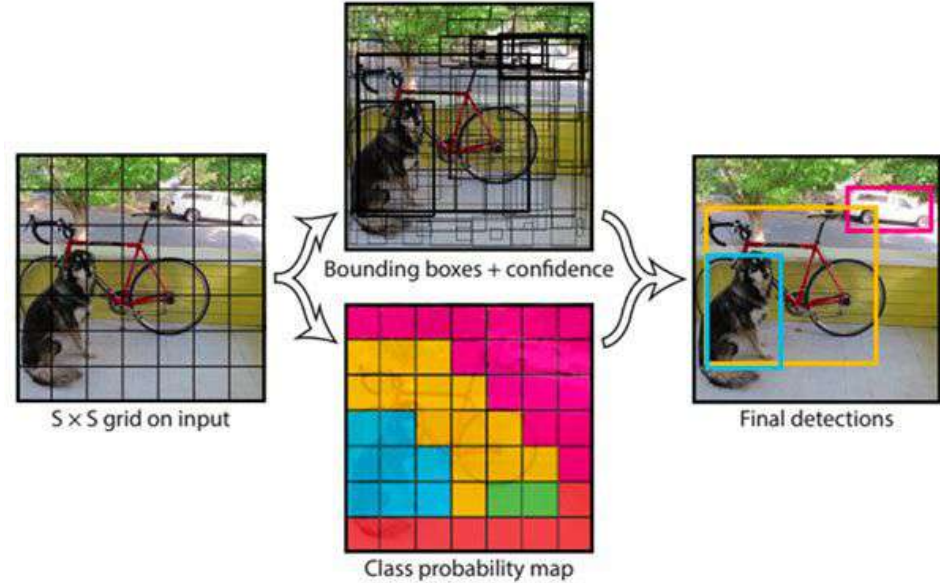 Bounding boxes + confidence
S × S grid on input
Final detections
Class probability map